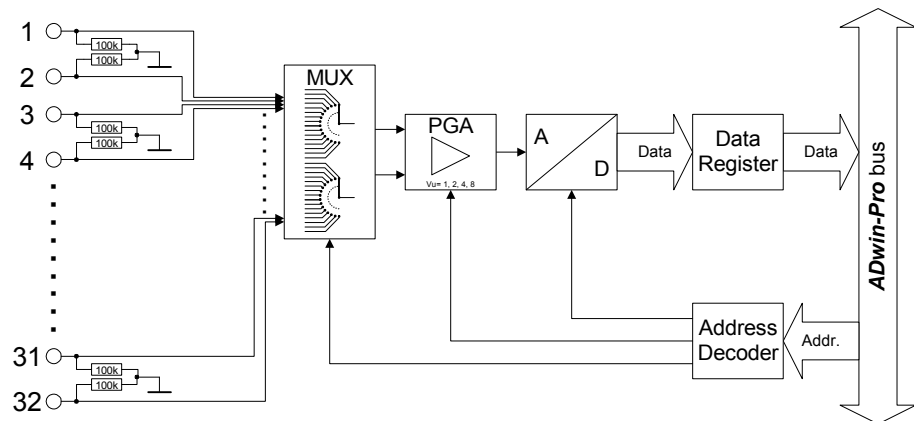 1
100k
100k
2
3
100k
100k
4
31
100k
100k
32
MUX
PGA
Vu= 1, 2, 4, 8
A
D
Data
Data
Register
Data
Address
Decoder
Addr.
ADwin-Pro bus